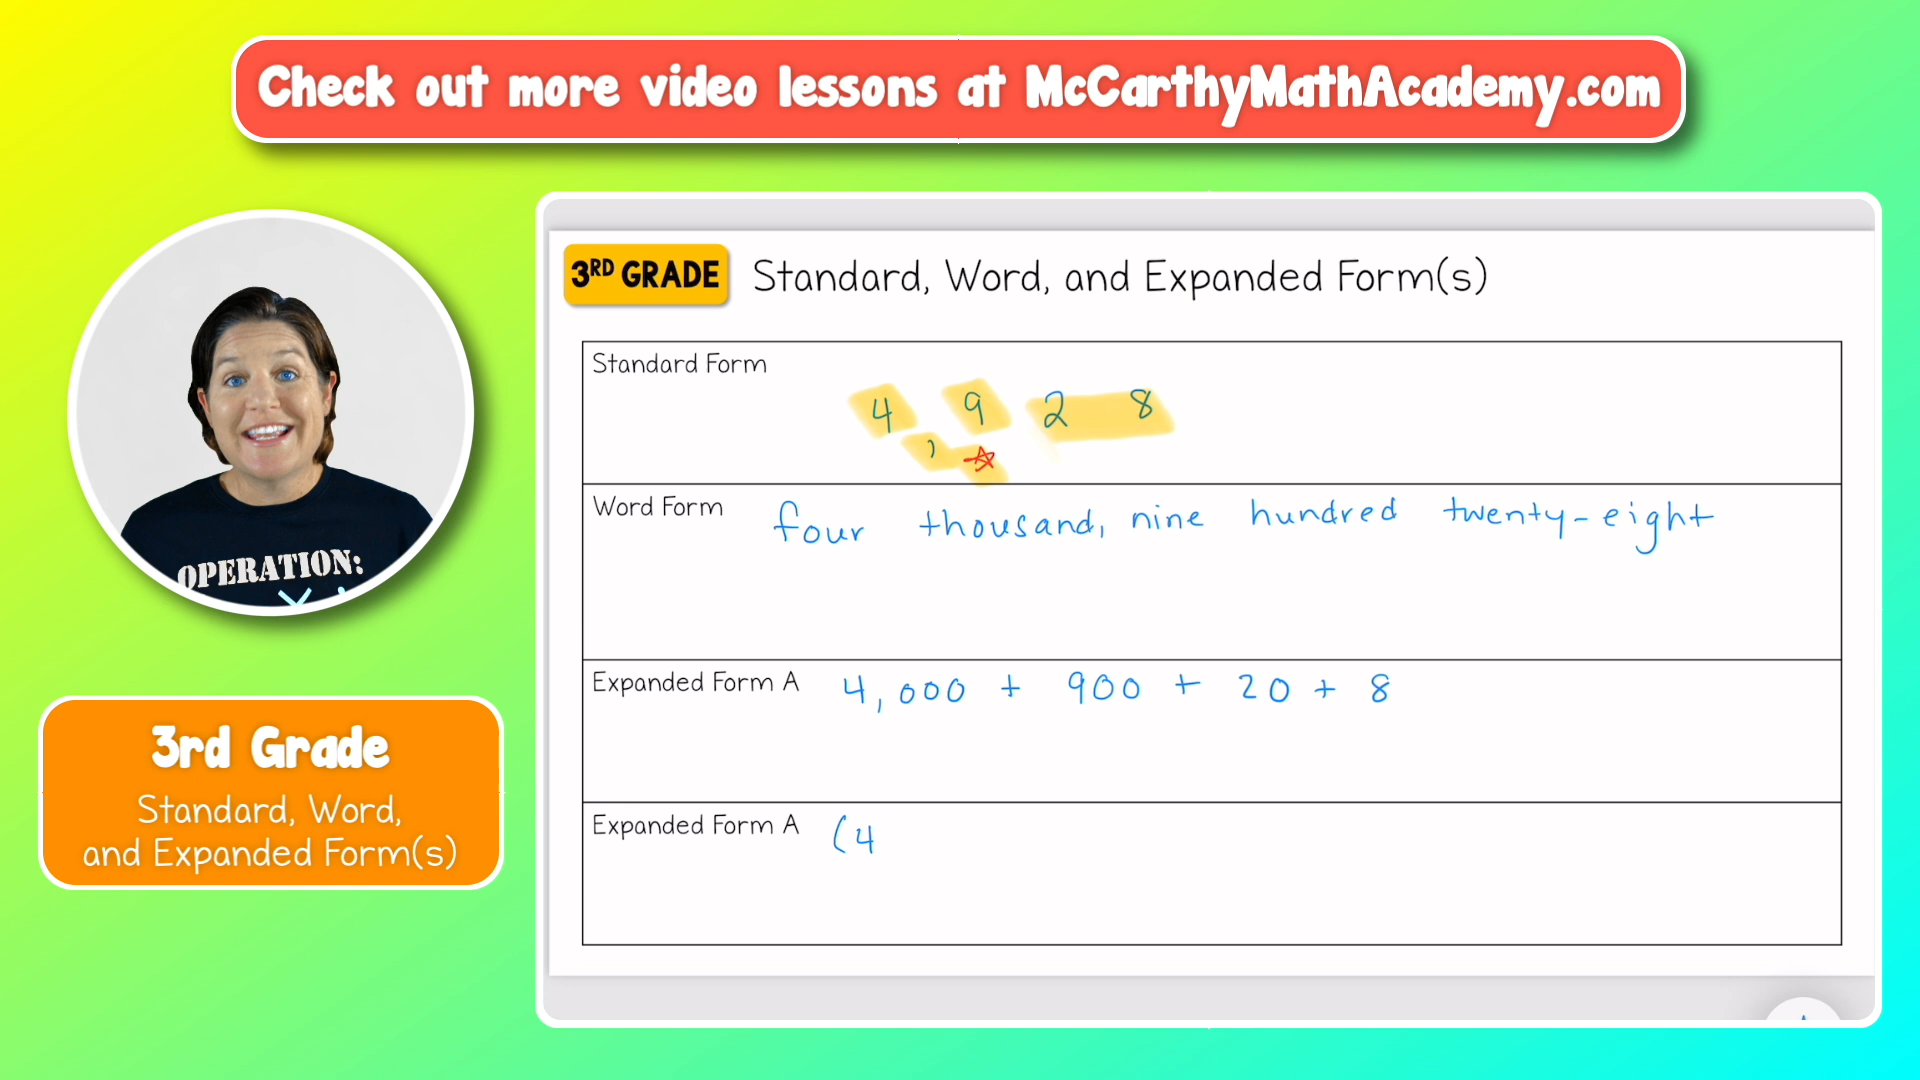 Check out more video lessons at McCarthyMathAcademy.com
3RD GRADE Standard, Word, and Expanded Form(s)
Standard Form
4, 9 2 8
Word Form four thousand, nine hundred twenty-eight
Expanded Form A 4,000 + 900 + 20 + 8
Expanded Form A (4
OPERATION:
3rd Grade
Standard, Word,
and Expanded Form(s)